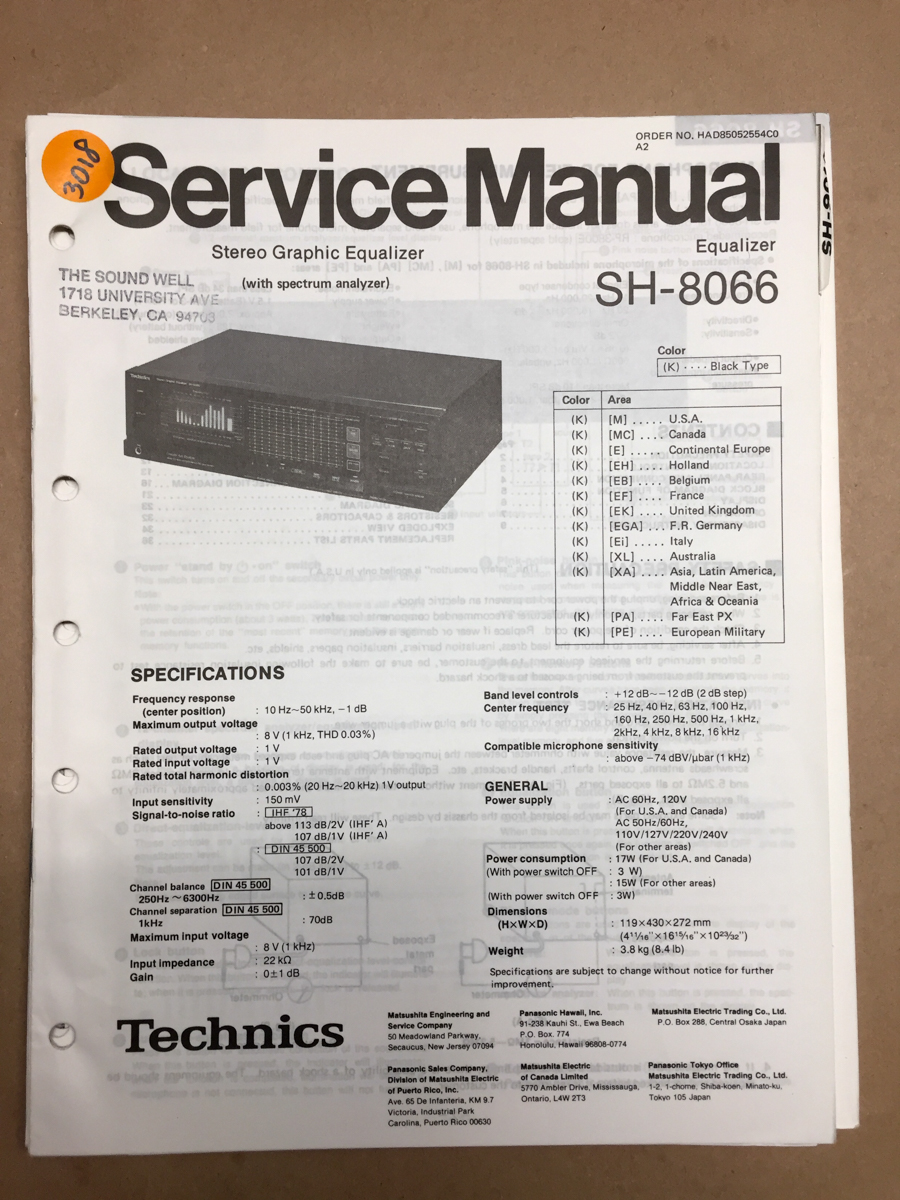 ORDER NO. HAD85052554C0
A2
3018
Service Manual
Stereo Graphic Equalizer
(with spectrum analyzer)
Equalizer
SH-8066
THE SOUND WELL
1718 UNIVERSITY AVE
BERKELEY, CA 94703
Technics
Color
(K) ···· Black Type
Color Area
(K) [M] ..... U.S.A.
(K) [MC] .... Canada
(K) [E] ..... Continental Europe
(K) [EH] .... Holland
(K) [EB] .... Belgium
(K) [EF] .... France
(K) [EK] .... United Kingdom
(K) [EGA] ... F.R. Germany
(K) [Ei] ..... Italy
(K) [XL] .... Australia
(K) [XA] .... Asia, Latin America,
Middle Near East,
Africa & Oceania
(K) [PA] .... Far East PX
(K) [PE] .... European Military
SPECIFICATIONS
Frequency response
(center position) : 10 Hz~50 kHz, −1 dB
Maximum output voltage
: 8 V (1 kHz, THD 0.03%)
Rated output voltage : 1 V
Rated input voltage : 1 V
Rated total harmonic distortion
: 0.003% (20 Hz~20 kHz) 1V output
Input sensitivity : 150 mV
Signal-to-noise ratio : IHF '78
above 113 dB/2V (IHF' A)
107 dB/1V (IHF' A)
: DIN 45 500
107 dB/2V
101 dB/1V
Channel balance DIN 45 500
250Hz ~ 6300Hz : ±0.5dB
Channel separation DIN 45 500
1kHz : 70dB
Maximum input voltage
: 8 V (1 kHz)
Input impedance : 22 kΩ
Gain : 0±1 dB
Band level controls : +12 dB~−12 dB (2 dB step)
Center frequency : 25 Hz, 40 Hz, 63 Hz, 100 Hz,
160 Hz, 250 Hz, 500 Hz, 1 kHz,
2kHz, 4 kHz, 8 kHz, 16 kHz
Compatible microphone sensitivity
: above −74 dBV/μbar (1 kHz)
GENERAL
Power supply : AC 60Hz, 120V
(For U.S.A. and Canada)
AC 50Hz/60Hz,
110V/127V/220V/240V
(For other areas)
Power consumption : 17W (For U.S.A. and Canada)
(With power switch OFF : 3 W)
: 15W (For other areas)
(With power switch OFF : 3W)
Dimensions
(H×W×D) : 119×430×272 mm
(4 11/16"×16 15/16"×10 23/32")
Weight : 3.8 kg (8.4 lb)
Specifications are subject to change without notice for further
improvement.
Technics
Matsushita Engineering and
Service Company
50 Meadowland Parkway,
Secaucus, New Jersey 07094
Panasonic Hawaii, Inc.
91-238 Kauhi St., Ewa Beach
P.O. Box. 774
Honolulu, Hawaii 96808-0774
Matsushita Electric Trading Co., Ltd.
P.O. Box 288, Central Osaka Japan
Panasonic Sales Company,
Division of Matsushita Electric
of Puerto Rico, Inc.
Ave. 65 De Infanteria, KM 9.7
Victoria, Industrial Park
Carolina, Puerto Rico 00630
Matsushita Electric
of Canada Limited
5770 Ambler Drive, Mississauga,
Ontario, L4W 2T3
Panasonic Tokyo Office
Matsushita Electric Trading Co., Ltd.
1-2, 1-chome, Shiba-koen, Minato-ku,
Tokyo 105 Japan